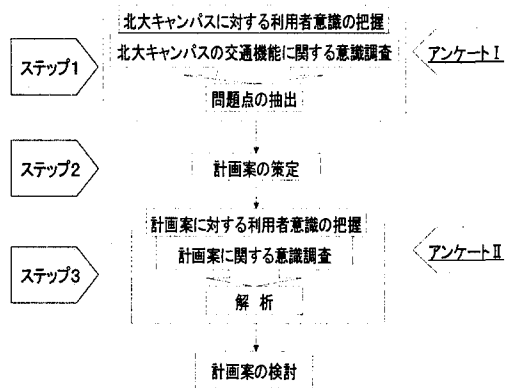 北大キャンパスに対する利用者意識の把握
北大キャンパスの交通機能に関する意識調査
ステップ1
アンケートⅠ
問題点の抽出
ステップ2
計画案の策定
計画案に対する利用者意識の把握
計画案に関する意識調査
アンケートⅡ
ステップ3
解 析
計画案の検討